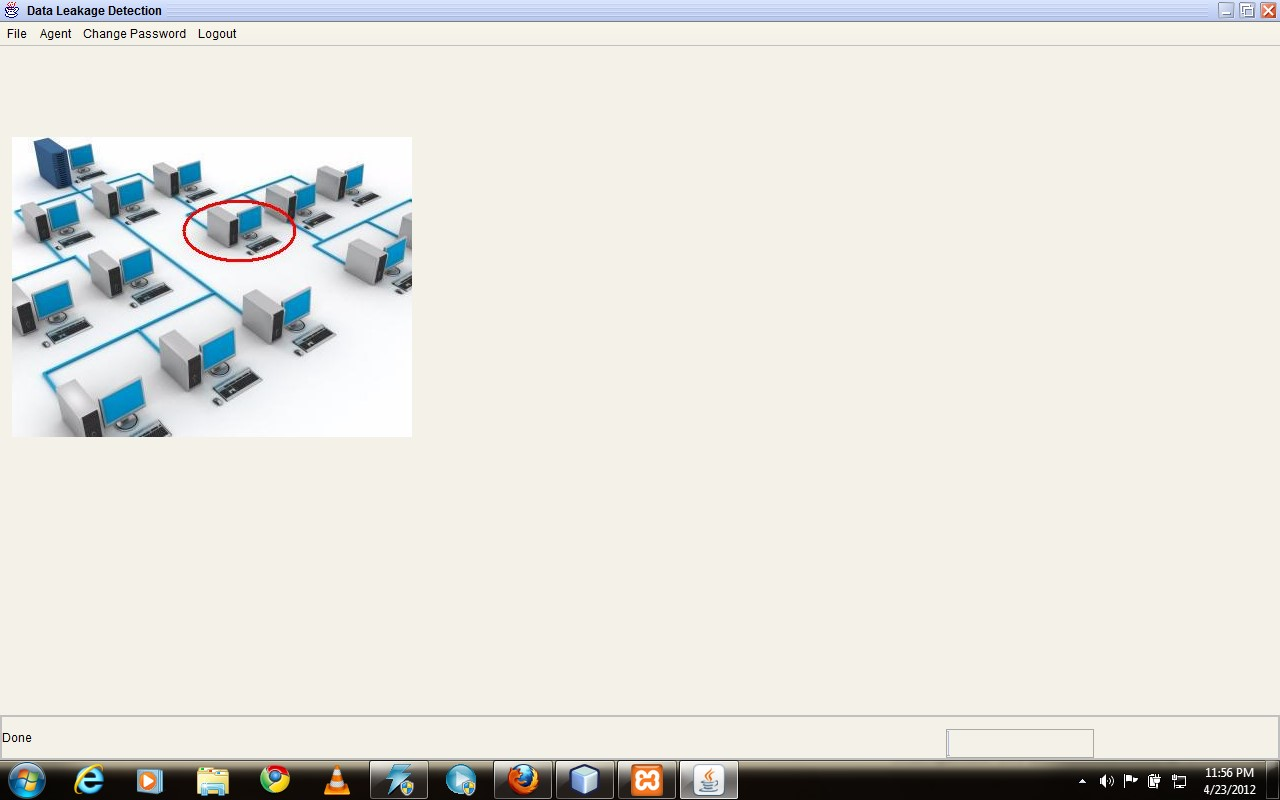 Data Leakage Detection
File Agent Change Password Logout
Done
11:56 PM
4/23/2012